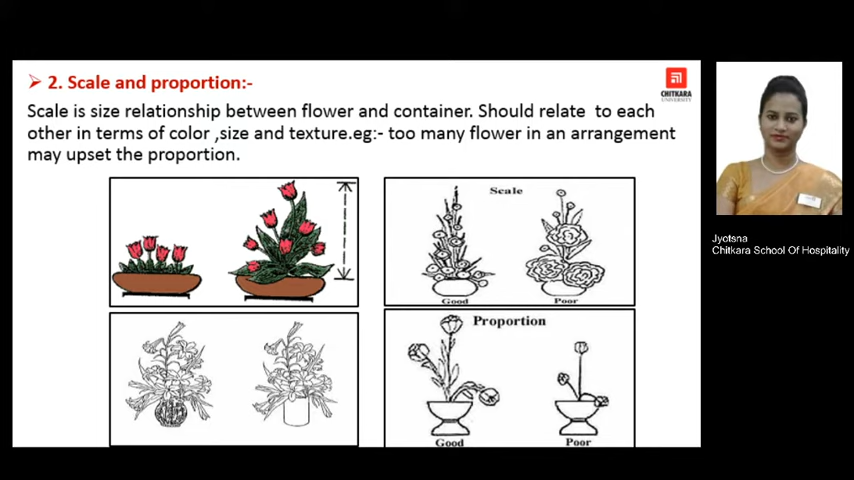 2. Scale and proportion:-
CHITKARA
UNIVERSITY
Scale is size relationship between flower and container. Should relate to each
other in terms of color ,size and texture.eg:- too many flower in an arrangement
may upset the proportion.
Scale
Good Poor
Proportion
Good Poor
Jyotsna
Chitkara School Of Hospitality